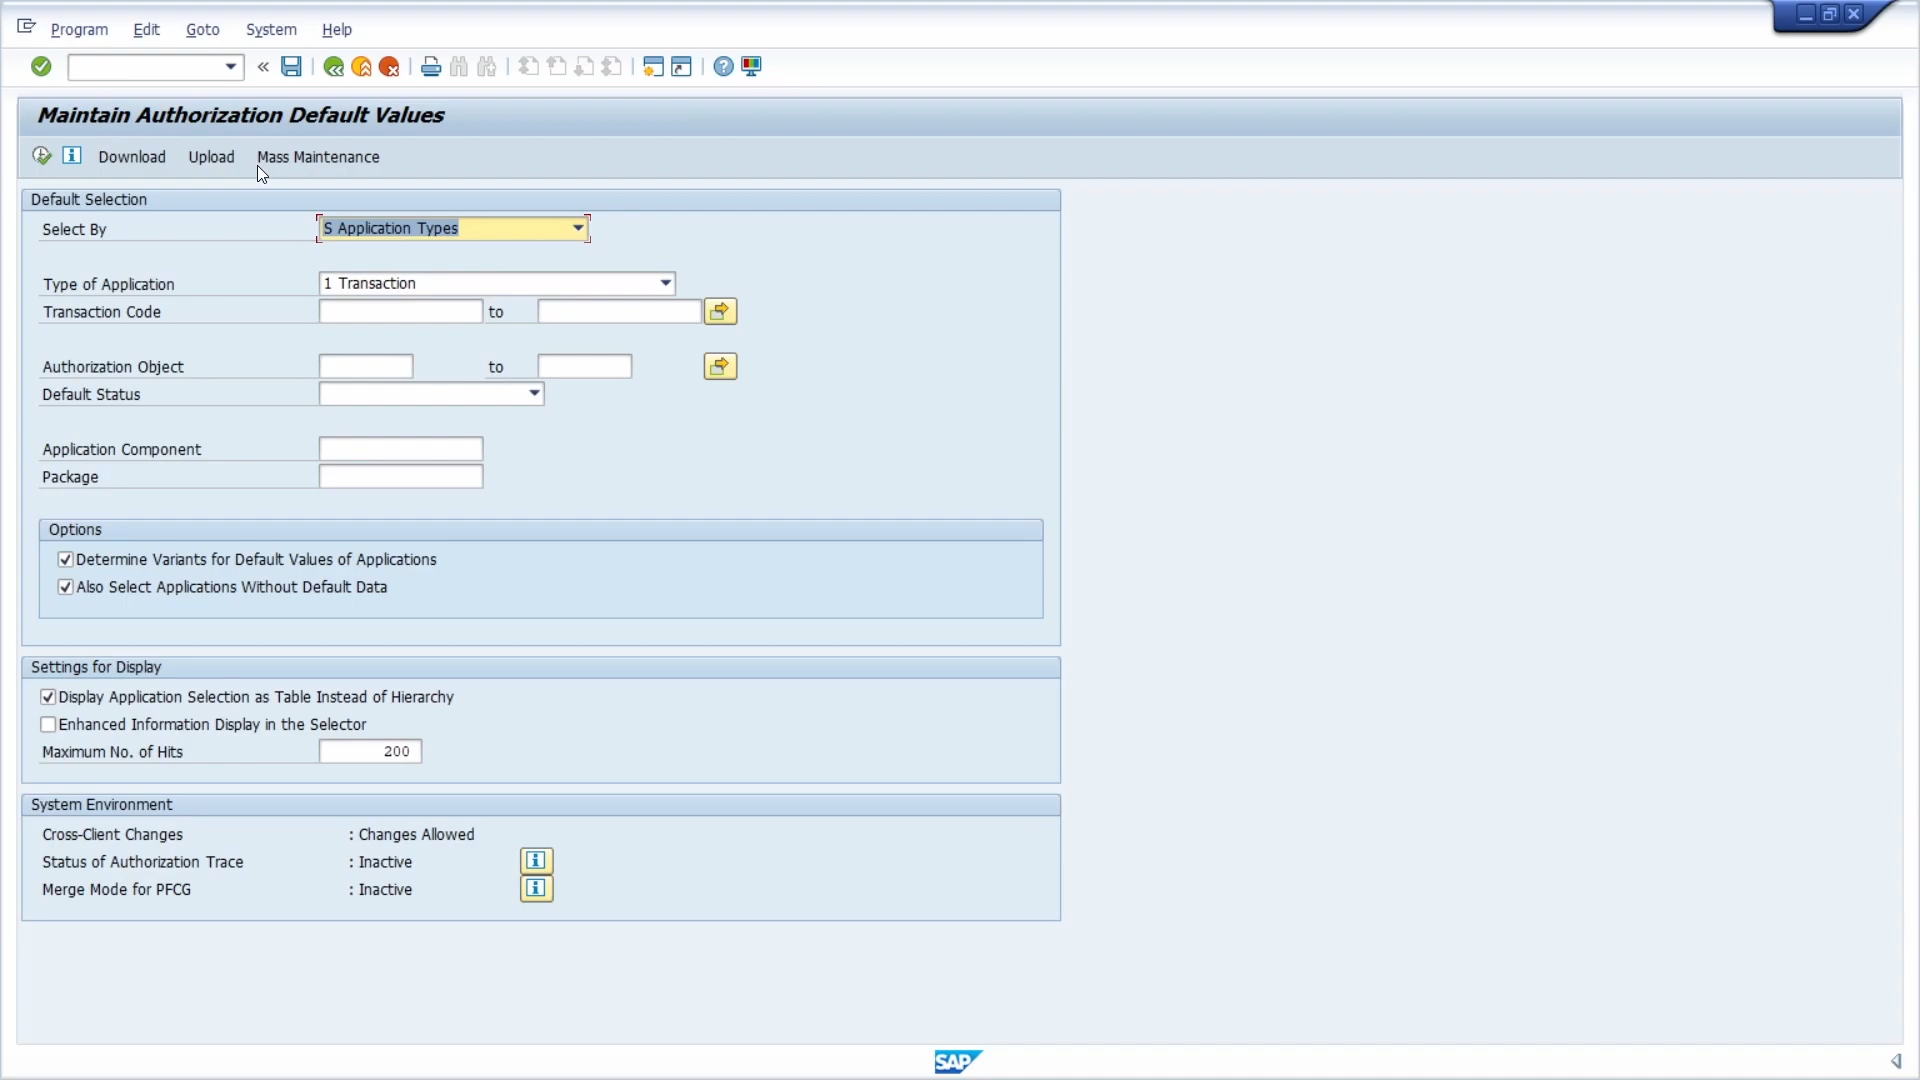 Program Edit Goto System Help
Maintain Authorization Default Values
Download Upload Mass Maintenance
Default Selection
Select By S Application Types
Type of Application 1 Transaction
Transaction Code to
Authorization Object to
Default Status
Application Component
Package
Options
Determine Variants for Default Values of Applications
Also Select Applications Without Default Data
Settings for Display
Display Application Selection as Table Instead of Hierarchy
Enhanced Information Display in the Selector
Maximum No. of Hits 200
System Environment
Cross-Client Changes : Changes Allowed
Status of Authorization Trace : Inactive
Merge Mode for PFCG : Inactive
SAP